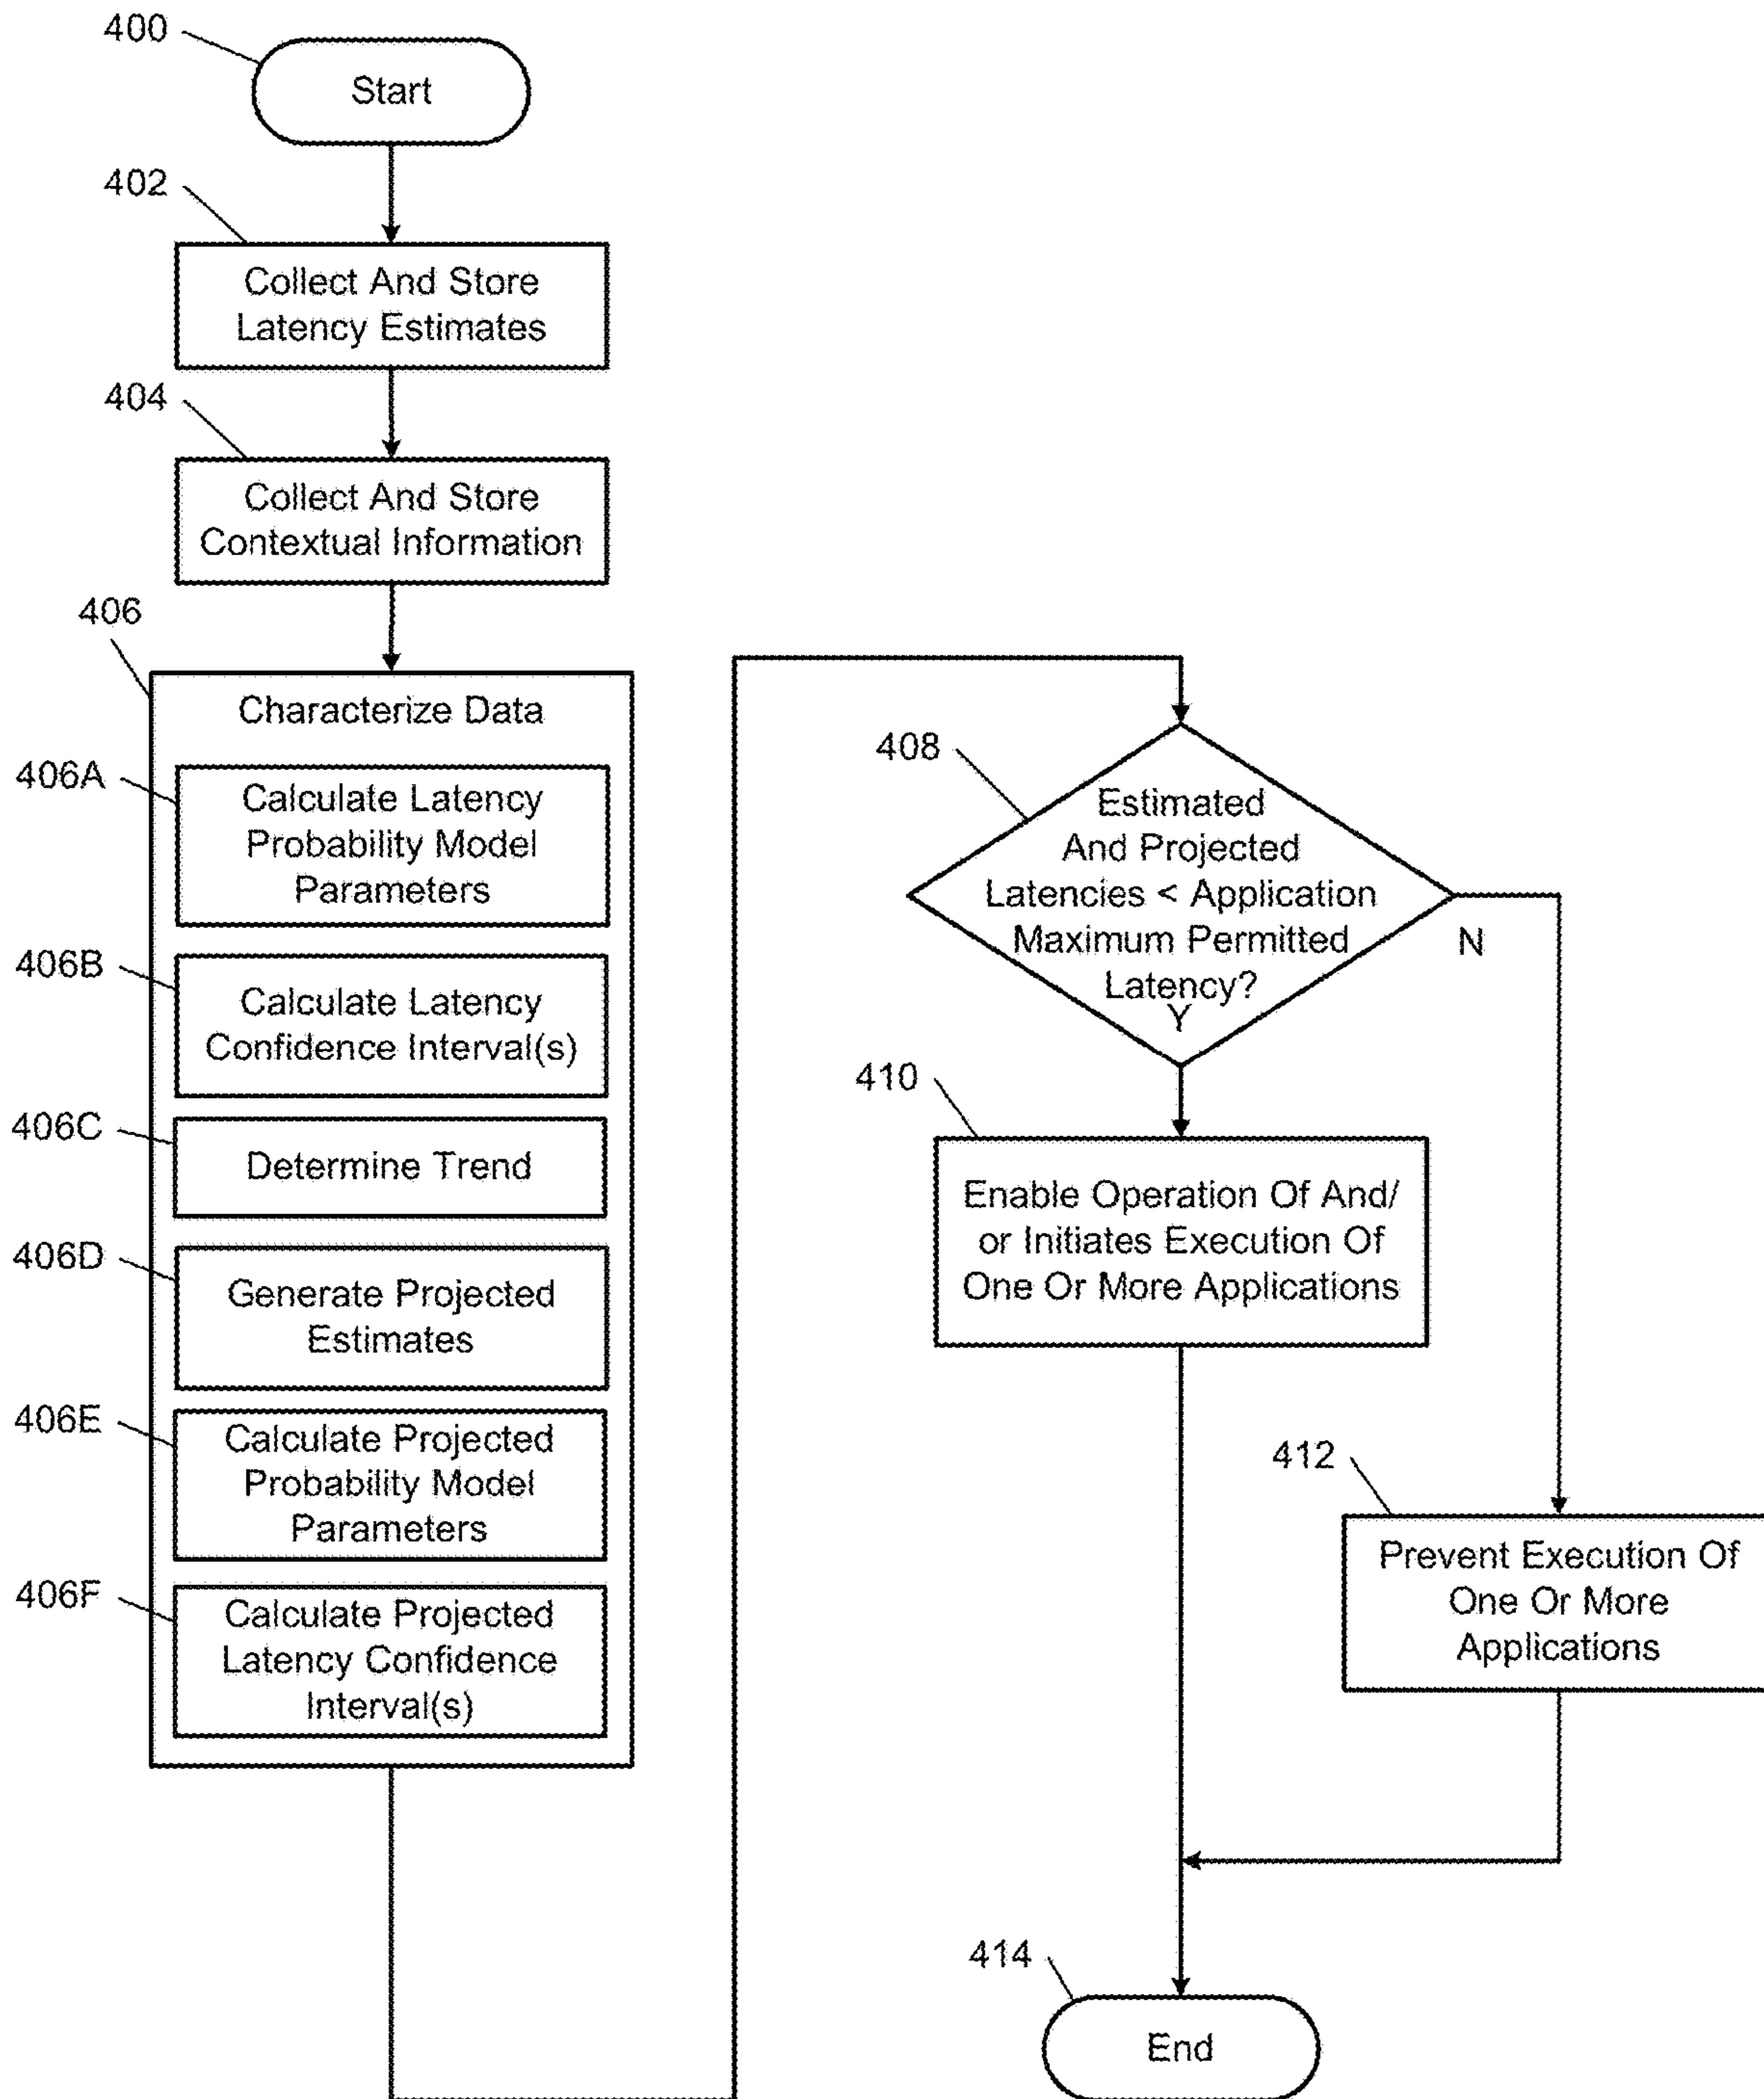 400
Start
402
Collect And Store
Latency Estimates
404
Collect And Store
Contextual Information
406
Characterize Data
406A
Calculate Latency
Probability Model
Parameters
406B
Calculate Latency
Confidence Interval(s)
406C
Determine Trend
406D
Generate Projected
Estimates
406E
Calculate Projected
Probability Model
Parameters
406F
Calculate Projected
Latency Confidence
Interval(s)
408
Estimated
And Projected
Latencies < Application
Maximum Permitted
Latency?
Y
N
410
Enable Operation Of And/
or Initiates Execution Of
One Or More Applications
412
Prevent Execution Of
One Or More
Applications
414
End